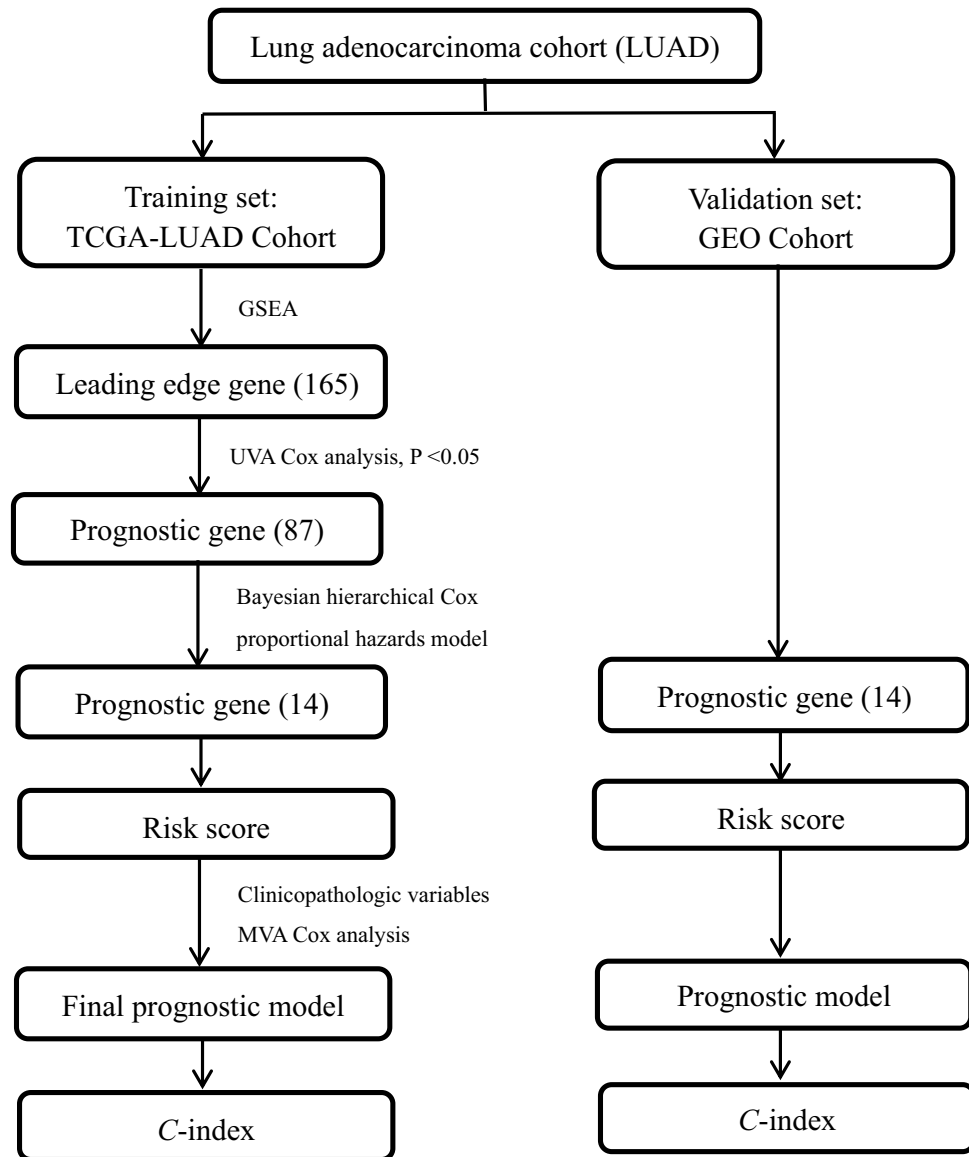 Lung adenocarcinoma cohort (LUAD)
Training set:
TCGA-LUAD Cohort
GSEA
Leading edge gene (165)
UVA Cox analysis, P <0.05
Prognostic gene (87)
Bayesian hierarchical Cox
proportional hazards model
Prognostic gene (14)
Risk score
Clinicopathologic variables
MVA Cox analysis
Final prognostic model
C-index
Validation set:
GEO Cohort
Prognostic gene (14)
Risk score
Prognostic model
C-index